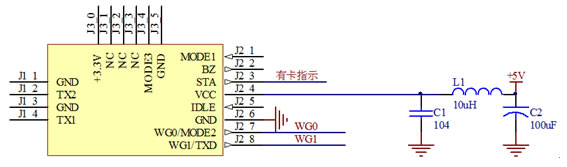 J3 0
J3 1
J3 2
J3 3
J3 4
J3 5
+3.3V
NC
NC
NC
MODE3
GND
J1 1 GND
J1 2 TX2
J1 3 GND
J1 4 TX1
MODE1 J2 1
BZ J2 2
STA J2 3 有卡指示
VCC J2 4
IDLE J2 5
GND J2 6
WG0/MODE2 J2 7 WG0
WG1/TXD J2 8 WG1
L1
10uH
+5V
C1
104
C2
100uF